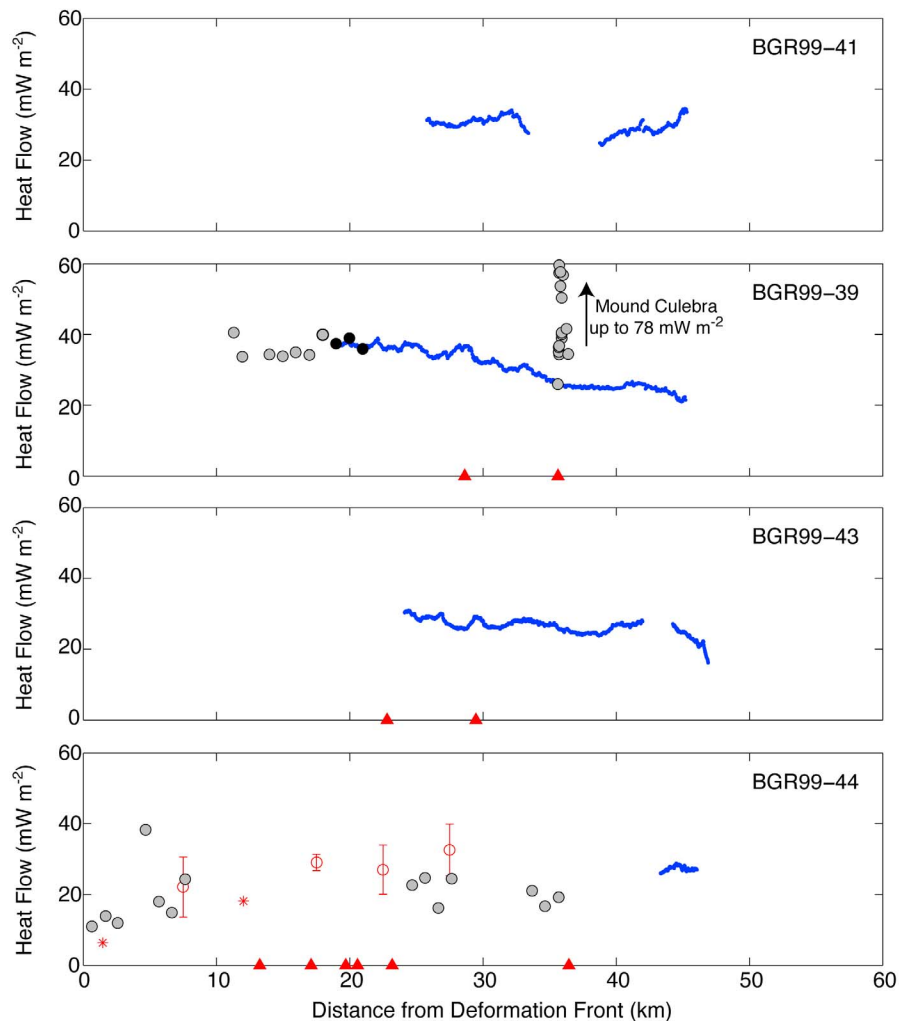 60
40
20
0
Heat Flow (mW m⁻²)
BGR99–41
60
40
20
0
Heat Flow (mW m⁻²)
BGR99–39
Mound Culebra
up to 78 mW m⁻²
60
40
20
0
Heat Flow (mW m⁻²)
BGR99–43
60
40
20
0
Heat Flow (mW m⁻²)
BGR99–44
0 10 20 30 40 50 60
Distance from Deformation Front (km)